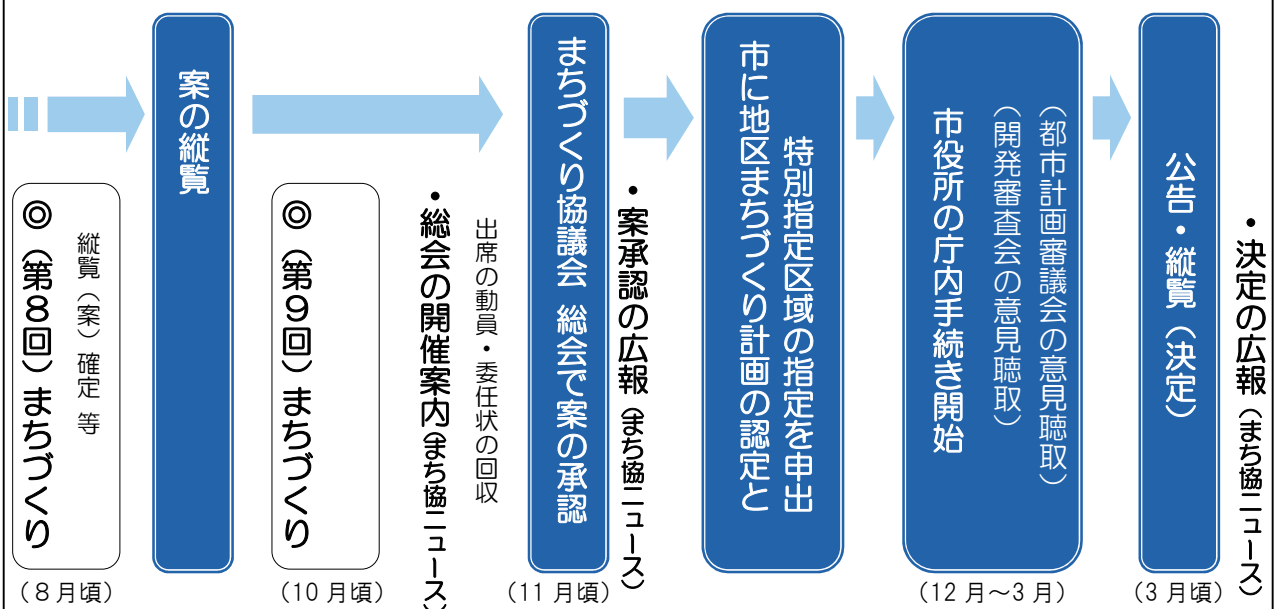 ◎（第８回）まちづくり
縦覧（案）確定 等
（８月頃）
案の縦覧
◎（第９回）まちづくり
（10 月頃）
・総会の開催案内（まち協ニュース）
出席の動員・委任状の回収
まちづくり協議会 総会で案の承認
（11 月頃）
・案承認の広報（まち協ニュース）
市に地区まちづくり計画の認定と
特別指定区域の指定を申出
市役所の庁内手続き開始
（開発審査会の意見聴取）
（都市計画審議会の意見聴取）
（12 月～３月）
公告・縦覧（決定）
（３月頃）
・決定の広報（まち協ニュース）